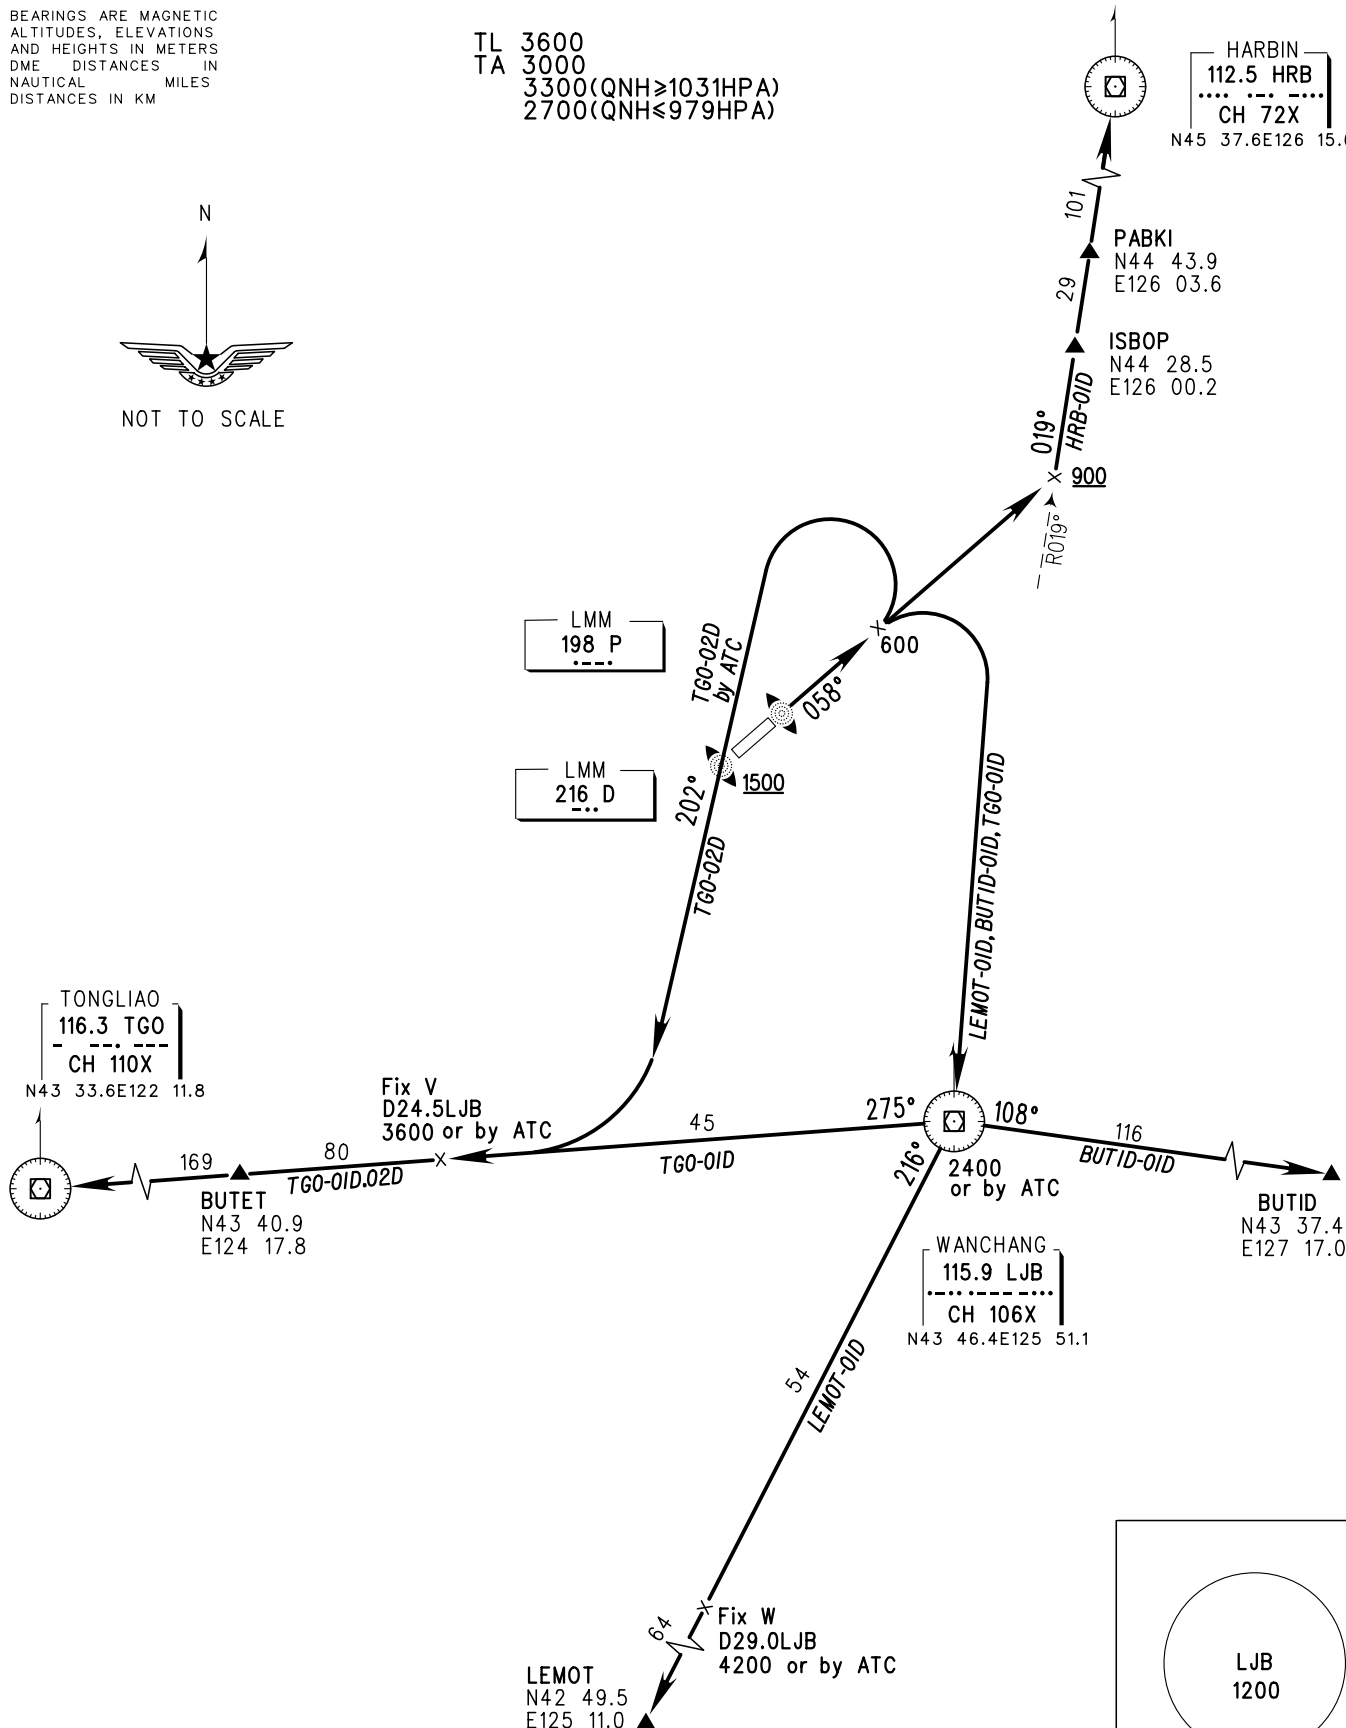 BEARINGS ARE MAGNETIC
ALTITUDES, ELEVATIONS
AND HEIGHTS IN METERS
DME DISTANCES IN
NAUTICAL MILES
DISTANCES IN KM
TL 3600
TA 3000
3300(QNH≥1031HPA)
2700(QNH≤979HPA)
HARBIN
112.5 HRB
CH 72X
N45 37.6E126 15.
N
NOT TO SCALE
101
PABKI
N44 43.9
E126 03.6
29
ISBOP
N44 28.5
E126 00.2
019°
HRB-01D
900
R019°
LMM
198 P
TGO-02D
by ATC
600
058°
LMM
216 D
1500
202°
TGO-02D
LEMOT-01D,BUTID-01D,TGO-01D
TONGLIAO
116.3 TGO
CH 110X
N43 33.6E122 11.8
Fix V
D24.5LJB
3600 or by ATC
45
275°
108°
116
169
80
TGO-01D
BUTID-01D
TGO-01D.02D
216°
2400
or by ATC
BUTET
N43 40.9
E124 17.8
BUTID
N43 37.4
E127 17.0
WANCHANG
115.9 LJB
CH 106X
N43 46.4E125 51.1
54
LEMOT-01D
64
Fix W
D29.0LJB
4200 or by ATC
LEMOT
N42 49.5
E125 11.0
LJB
1200